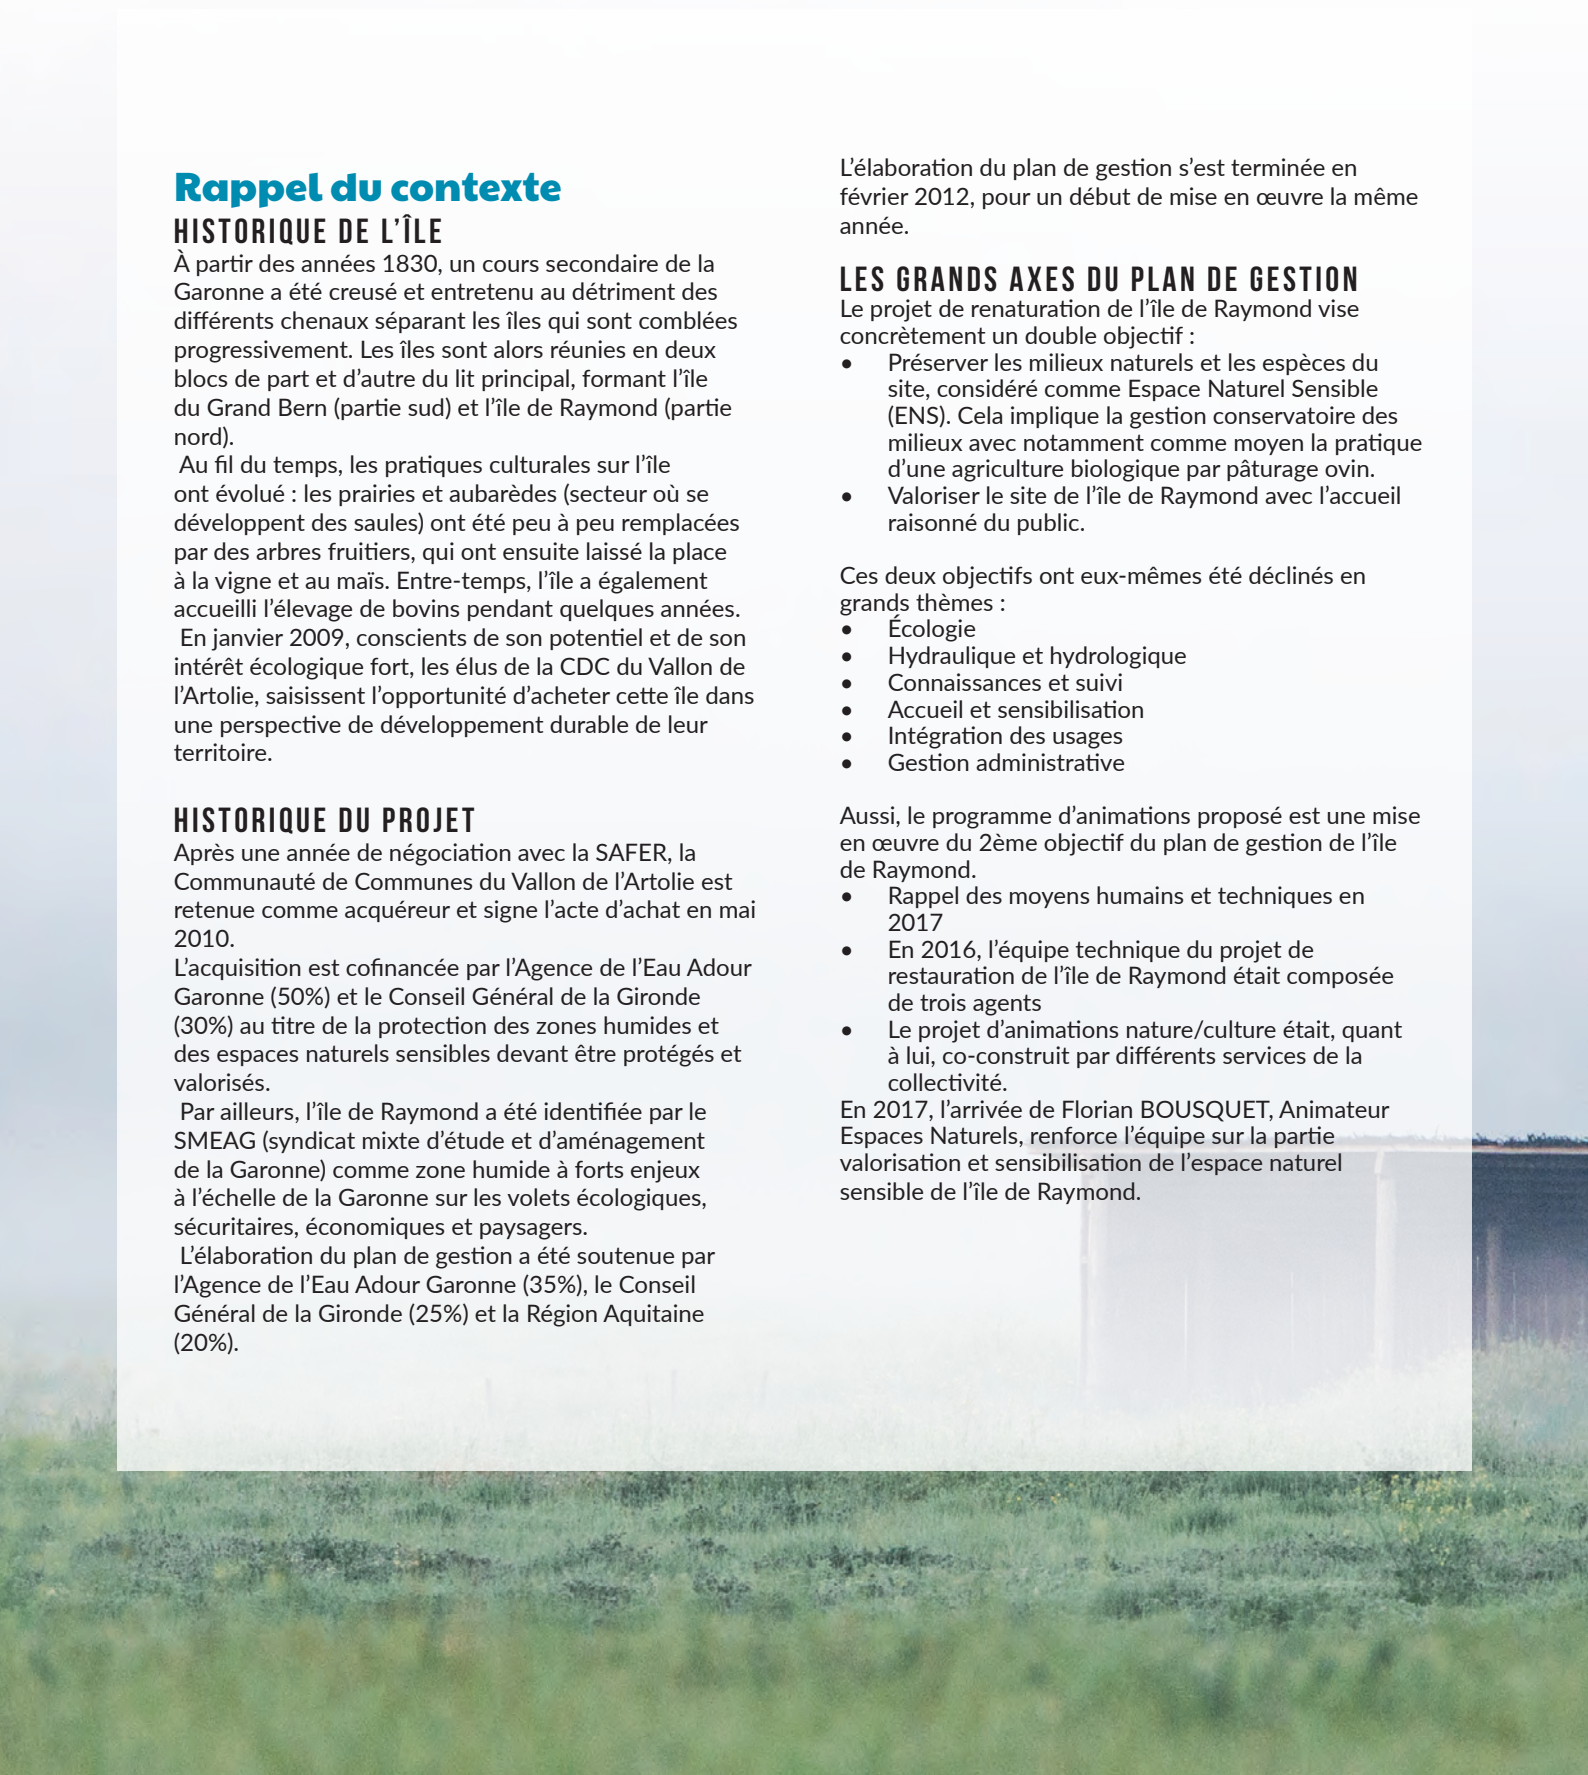 Rappel du contexte
HISTORIQUE DE L’ÎLE
À partir des années 1830, un cours secondaire de la
Garonne a été creusé et entretenu au détriment des
différents chenaux séparant les îles qui sont comblées
progressivement. Les îles sont alors réunies en deux
blocs de part et d’autre du lit principal, formant l’île
du Grand Bern (partie sud) et l’île de Raymond (partie
nord).
Au fil du temps, les pratiques culturales sur l’île
ont évolué : les prairies et aubarèdes (secteur où se
développent des saules) ont été peu à peu remplacées
par des arbres fruitiers, qui ont ensuite laissé la place
à la vigne et au maïs. Entre-temps, l’île a également
accueilli l’élevage de bovins pendant quelques années.
En janvier 2009, conscients de son potentiel et de son
intérêt écologique fort, les élus de la CDC du Vallon de
l’Artolie, saisissent l’opportunité d’acheter cette île dans
une perspective de développement durable de leur
territoire.
HISTORIQUE DU PROJET
Après une année de négociation avec la SAFER, la
Communauté de Communes du Vallon de l’Artolie est
retenue comme acquéreur et signe l’acte d’achat en mai
2010.
L’acquisition est cofinancée par l’Agence de l’Eau Adour
Garonne (50%) et le Conseil Général de la Gironde
(30%) au titre de la protection des zones humides et
des espaces naturels sensibles devant être protégés et
valorisés.
Par ailleurs, l’île de Raymond a été identifiée par le
SMEAG (syndicat mixte d’étude et d’aménagement
de la Garonne) comme zone humide à forts enjeux
à l’échelle de la Garonne sur les volets écologiques,
sécuritaires, économiques et paysagers.
L’élaboration du plan de gestion a été soutenue par
l’Agence de l’Eau Adour Garonne (35%), le Conseil
Général de la Gironde (25%) et la Région Aquitaine
(20%).
L’élaboration du plan de gestion s’est terminée en
février 2012, pour un début de mise en œuvre la même
année.
LES GRANDS AXES DU PLAN DE GESTION
Le projet de renaturation de l’île de Raymond vise
concrètement un double objectif :
• Préserver les milieux naturels et les espèces du
site, considéré comme Espace Naturel Sensible
(ENS). Cela implique la gestion conservatoire des
milieux avec notamment comme moyen la pratique
d’une agriculture biologique par pâturage ovin.
• Valoriser le site de l’île de Raymond avec l’accueil
raisonné du public.
Ces deux objectifs ont eux-mêmes été déclinés en
grands thèmes :
• Écologie
• Hydraulique et hydrologique
• Connaissances et suivi
• Accueil et sensibilisation
• Intégration des usages
• Gestion administrative
Aussi, le programme d’animations proposé est une mise
en œuvre du 2ème objectif du plan de gestion de l’île
de Raymond.
• Rappel des moyens humains et techniques en
2017
• En 2016, l’équipe technique du projet de
restauration de l’île de Raymond était composée
de trois agents
• Le projet d’animations nature/culture était, quant
à lui, co-construit par différents services de la
collectivité.
En 2017, l’arrivée de Florian BOUSQUET, Animateur
Espaces Naturels, renforce l’équipe sur la partie
valorisation et sensibilisation de l’espace naturel
sensible de l’île de Raymond.